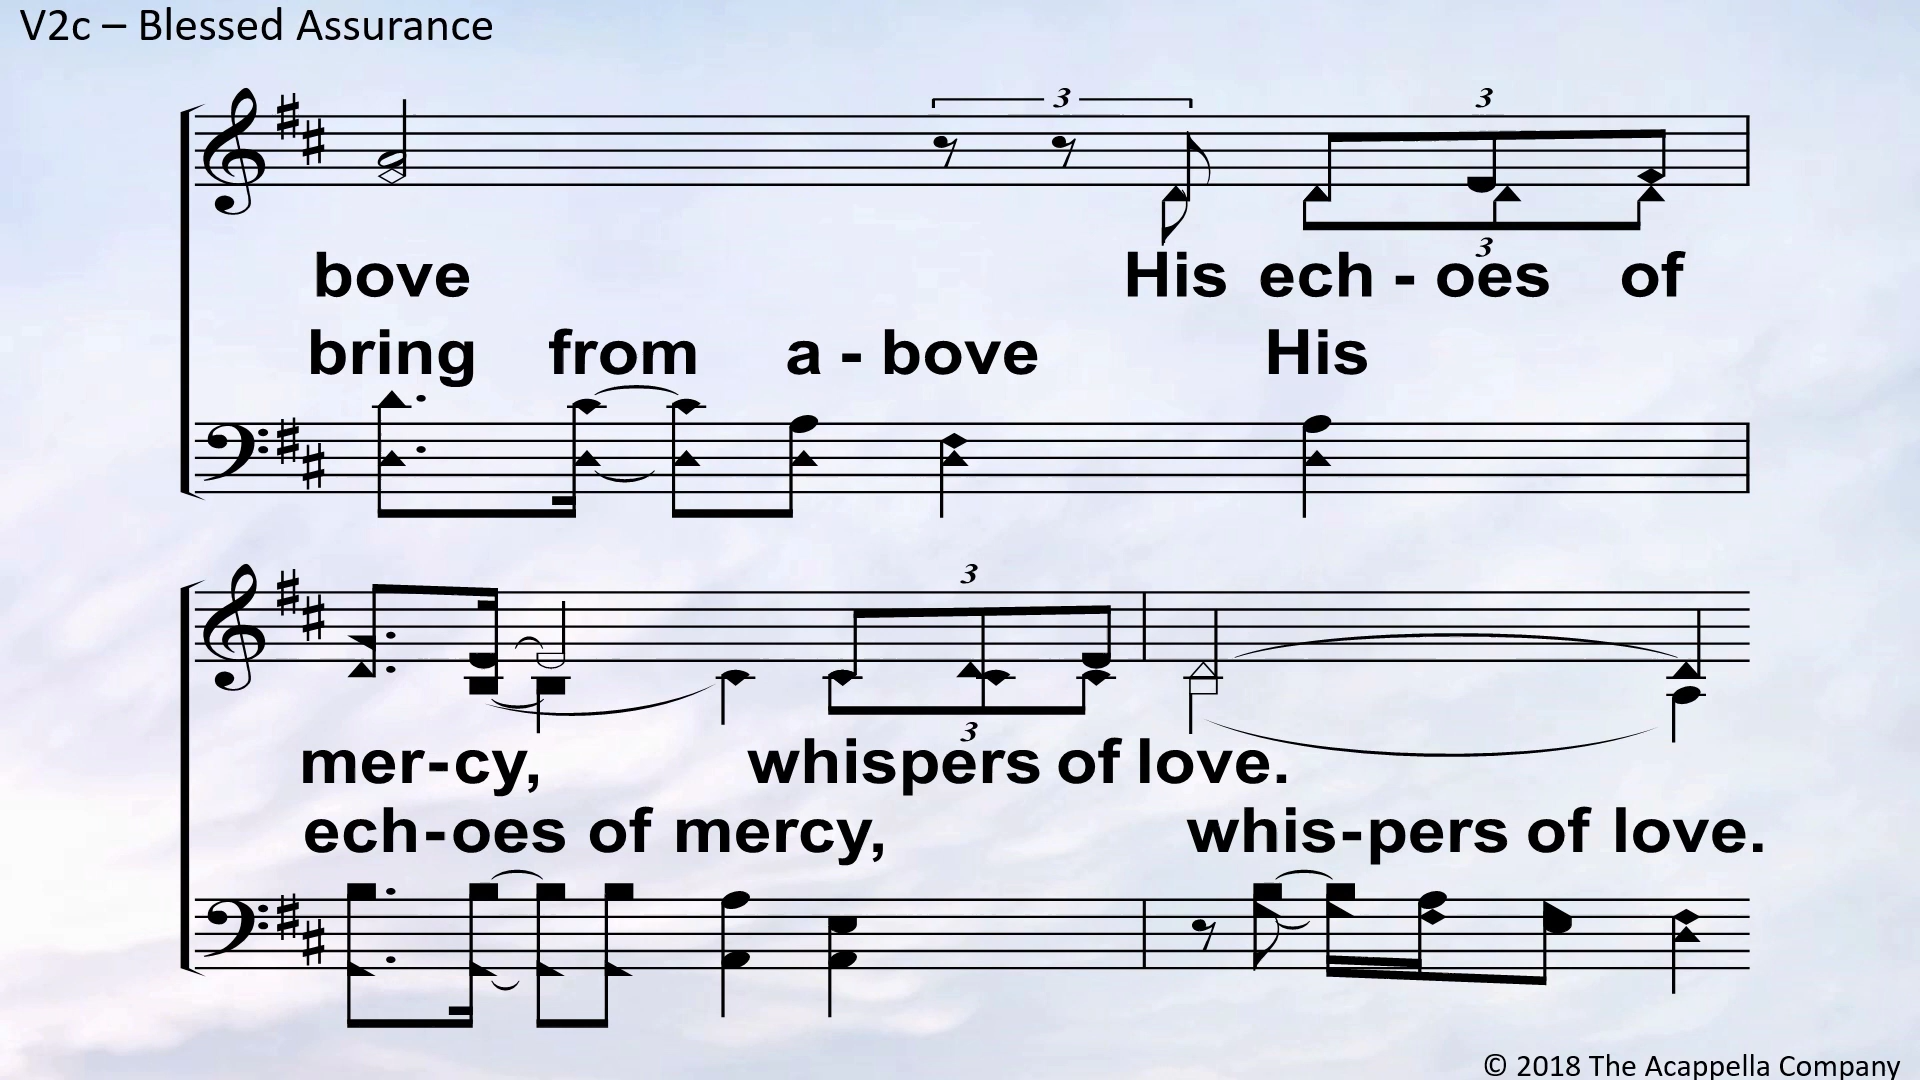 V2c – Blessed Assurance
3 3
3
bove His ech - oes of
bring from a - bove His
3
3
mer-cy, whispers of love.
ech-oes of mercy, whis-pers of love.
© 2018 The Acappella Company